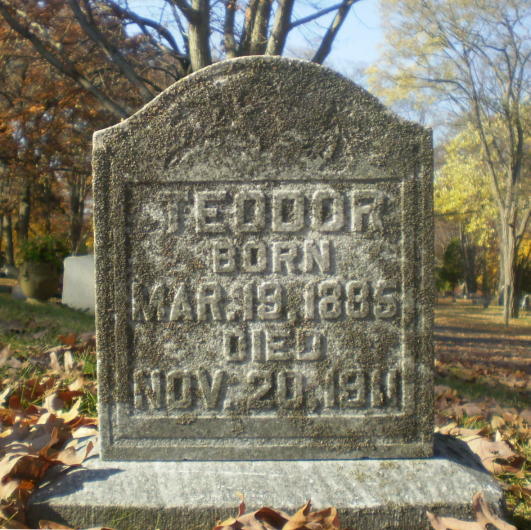 TEODOR
BORN
MAR. 19, 1885,
DIED
NOV. 20, 1911